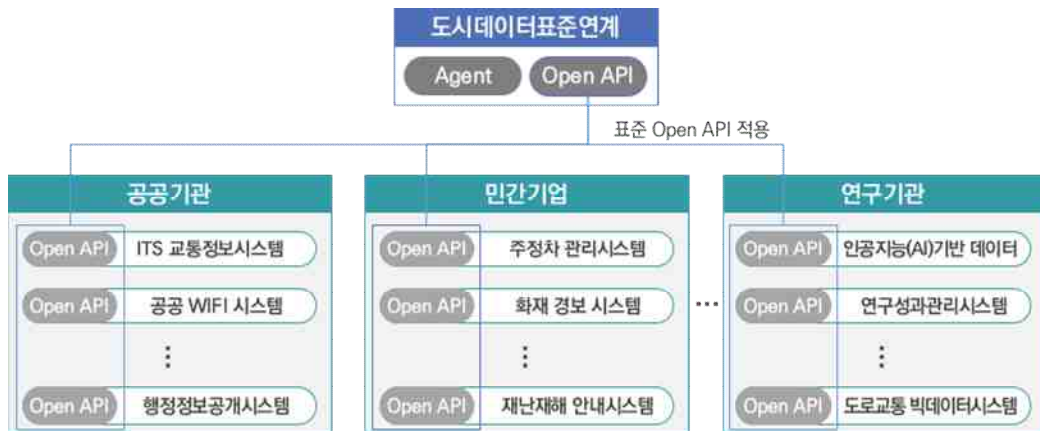 도시데이터표준연계
Agent
Open API
표준 Open API 적용
공공기관
Open API ITS 교통정보시스템
Open API 공공 WIFI 시스템
⋮
Open API 행정정보공개시스템
민간기업
Open API 주정차 관리시스템
Open API 화재 경보 시스템
⋮
Open API 재난재해 안내시스템
…
연구기관
Open API 인공지능(AI)기반 데이터
Open API 연구성과관리시스템
⋮
Open API 도로교통 빅데이터시스템